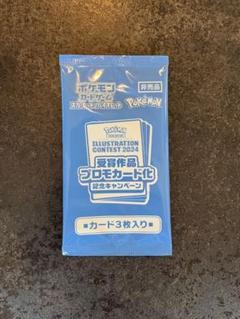 ポケモン
カードゲーム
スカーレット&バイオレット
非売品
Pokémon
Pokémon
ILLUSTRATION
CONTEST 2024
受賞作品
プロモカード化
記念キャンペーン
■カード3枚入り■